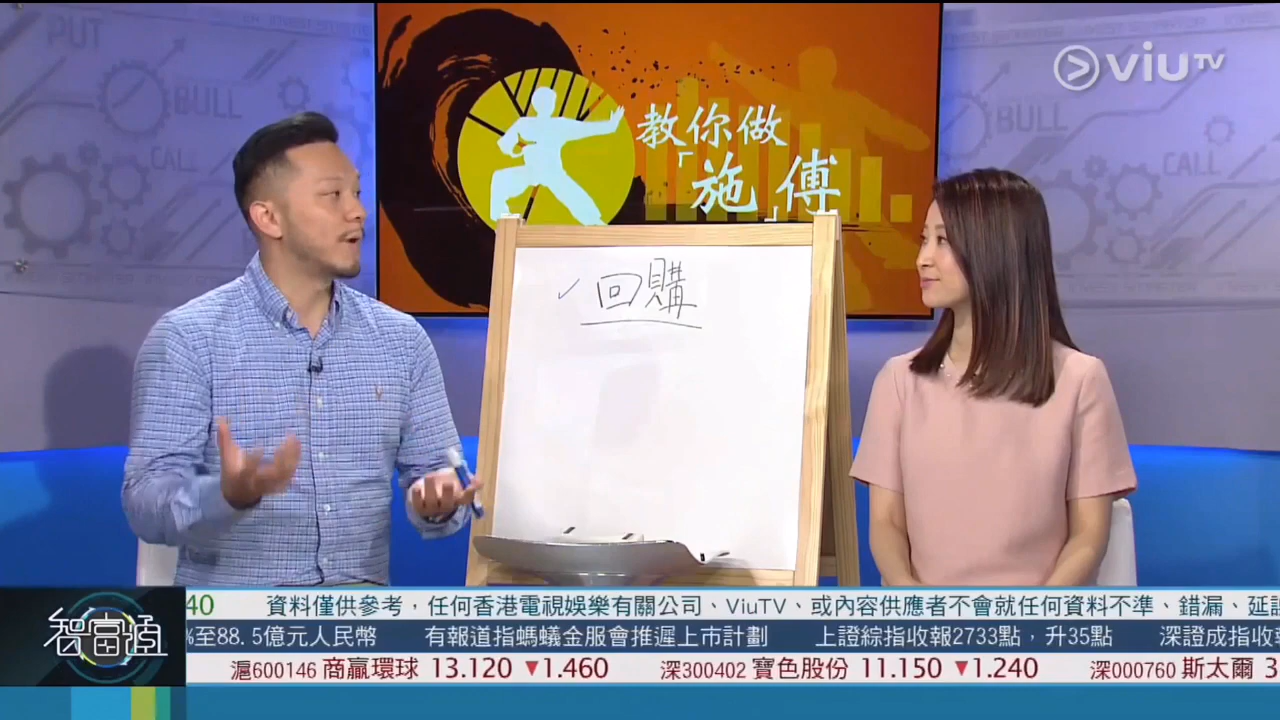 PUT
BULL
CALL
viuTV
BULL
CALL
教你做
「施」傅
✓ 回購
40 資料僅供參考，任何香港電視娛樂有關公司、ViuTV、或內容供應者不會就任何資料不準、錯漏、延
智富通
%至88.5億元人民幣 有報道指螞蟻金服會推遲上市計劃 上證綜指收報2733點，升35點 深證成指收
滬600146 商贏環球 13.120 ▼1.460 深300402 寶色股份 11.150 ▼1.240 深000760 斯太爾 3